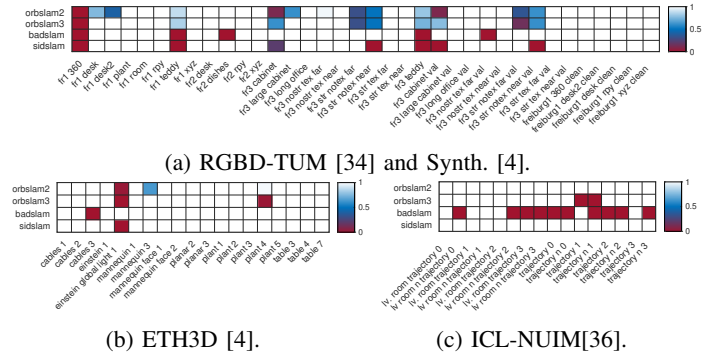 orbslam2
orbslam3
badslam
sidslam
1
0.5
0
fr1 360
fr1 desk
fr1 desk2
fr1 plant
fr1 room
fr1 rpy
fr1 teddy
fr1 xyz
fr2 desk
fr2 dishes
fr2 rpy
fr2 xyz
fr3 cabinet
fr3 large cabinet
fr3 long office
fr3 nostr tex far
fr3 nostr tex near
fr3 str notex far
fr3 str notex near
fr3 str tex far
fr3 str tex near
fr3 teddy
fr3 cabinet val
fr3 large cabinet val
fr3 long office val
fr3 nostr tex far val
fr3 nostr tex near val
fr3 str notex far val
fr3 str notex near val
fr3 str tex far val
fr3 str tex near val
freiburg1 360 clean
freiburg1 desk2 clean
freiburg1 desk clean
freiburg1 rpy clean
freiburg1 xyz clean
(a) RGBD-TUM [34] and Synth. [4].
orbslam2
orbslam3
badslam
sidslam
1
0.5
0
cables 1
cables 2
cables 3
einstein 1
einstein global light 1
mannequin 1
mannequin 3
mannequin face 1
mannequin face 2
planar 2
planar 3
plant 1
plant 2
plant 3
plant 4
plant 5
table 3
table 4
table 7
(b) ETH3D [4].
orbslam2
orbslam3
badslam
sidslam
1
0.5
0
lv. room trajectory 0
lv room n trajectory 0
lv. room trajectory 1
lv room n trajectory 1
lv. room trajectory 2
lv room n trajectory 2
lv. room trajectory 3
lv room n trajectory 3
trajectory 0
trajectory n 0
trajectory 1
trajectory n 1
trajectory 2
trajectory n 2
trajectory 3
trajectory n 3
(c) ICL-NUIM[36].